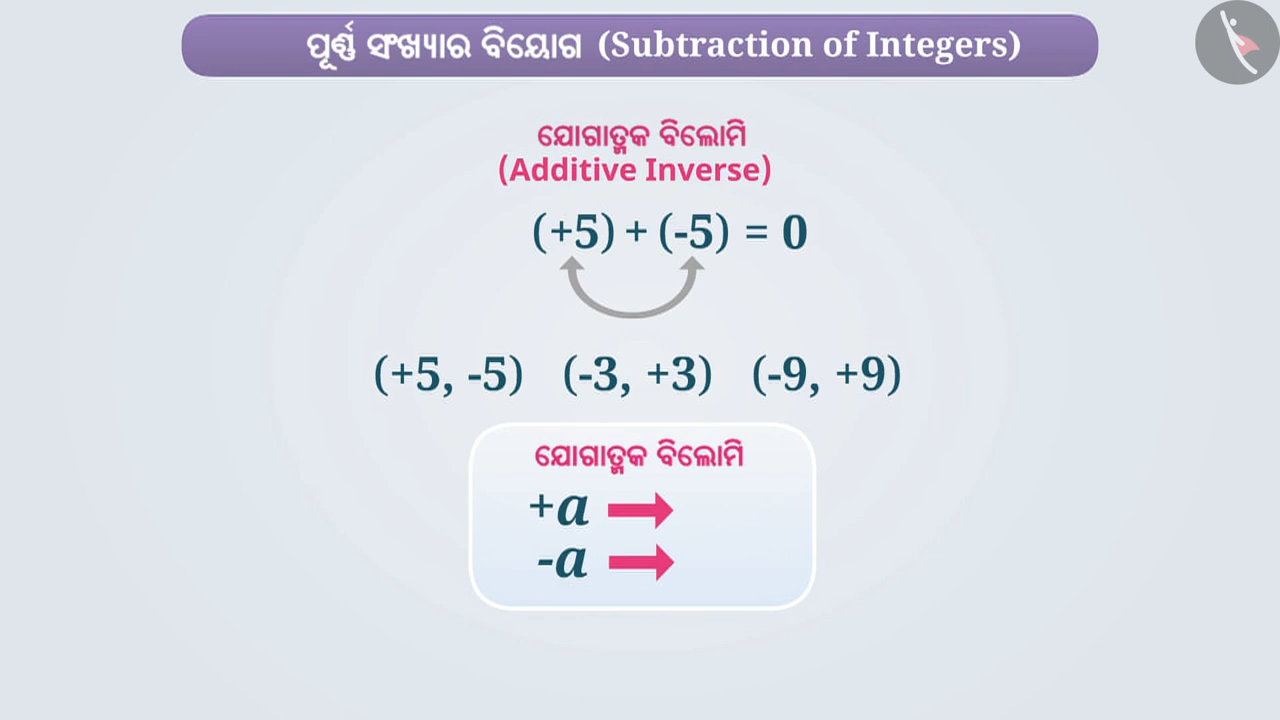 ପୂର୍ଣ୍ଣ ସଂଖ୍ୟାର ବିୟୋଗ (Subtraction of Integers)
ଯୋଗାତ୍ମକ ବିଲୋମି
(Additive Inverse)
(+5) + (-5) = 0
(+5, -5) (-3, +3) (-9, +9)
ଯୋଗାତ୍ମକ ବିଲୋମି
+a
-a